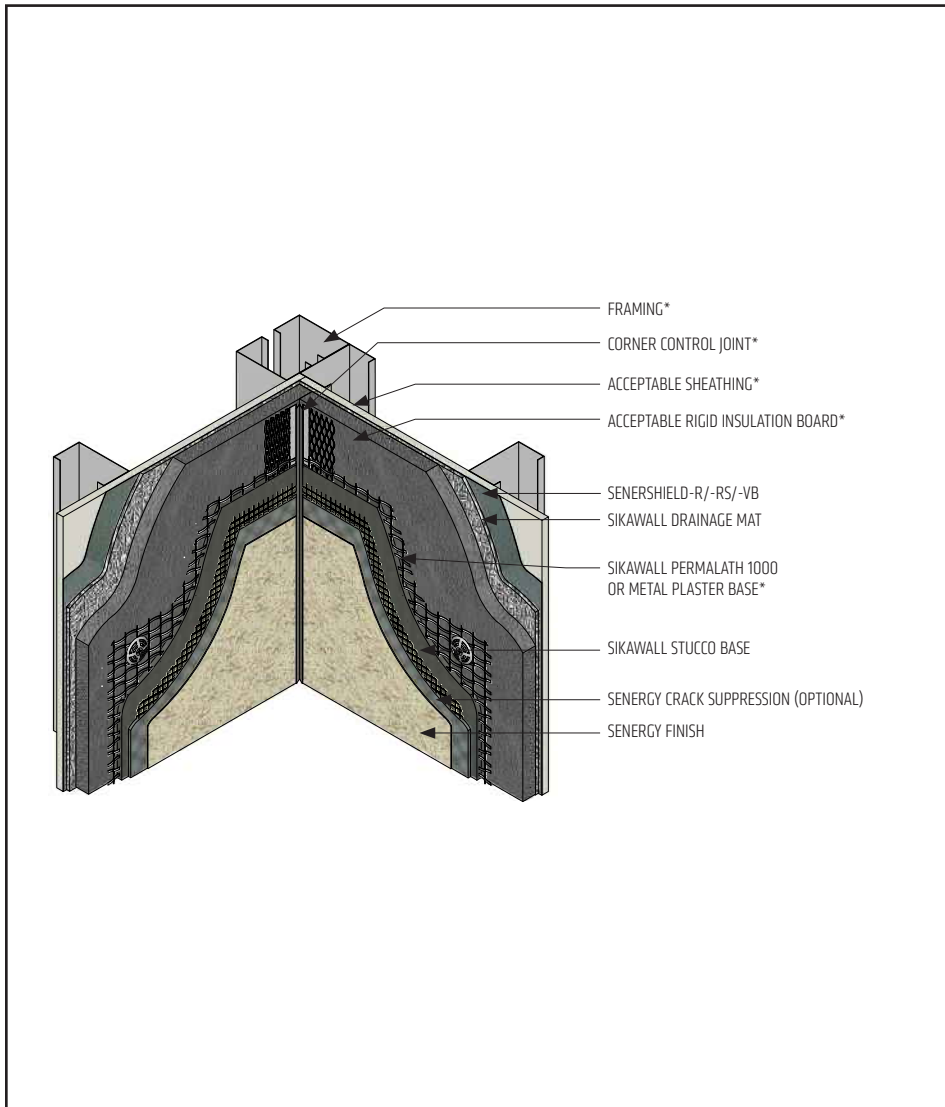 FRAMING*
CORNER CONTROL JOINT*
ACCEPTABLE SHEATHING*
ACCEPTABLE RIGID INSULATION BOARD*
SENERSHIELD-R/-RS/-VB
SIKAWALL DRAINAGE MAT
SIKAWALL PERMALATH 1000
OR METAL PLASTER BASE*
SIKAWALL STUCCO BASE
SENERGY CRACK SUPPRESSION (OPTIONAL)
SENERGY FINISH